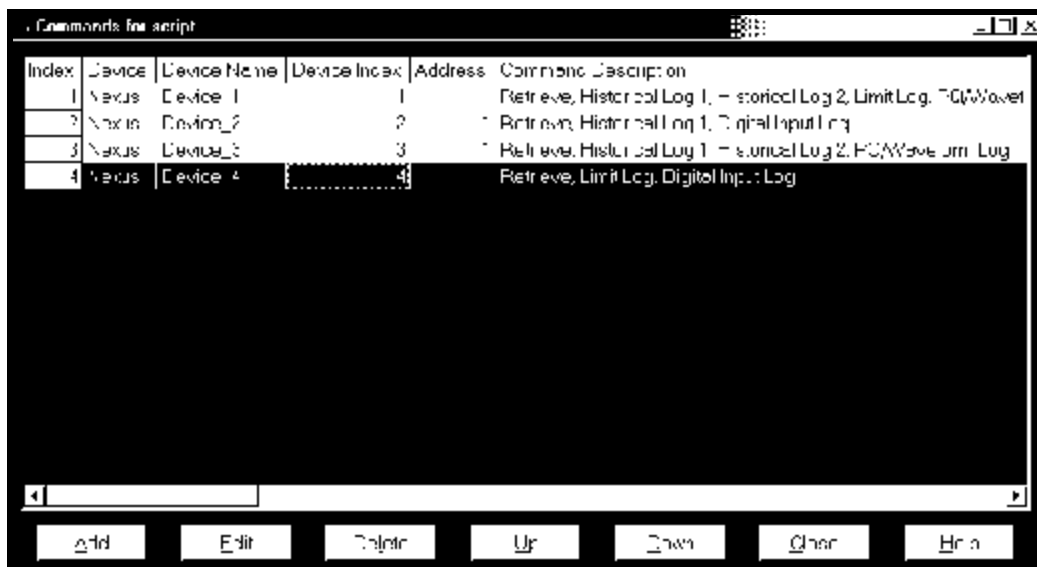 Commands for script
Index Device Device Name Device Index Address Command Description
1 Nexus Device_1 1 Retrieve, Historical Log 1, Historical Log 2, Limit Log, PQ/Wavef
2 Nexus Device_2 2 1 Retrieve, Historical Log 1, Digital Input Log
3 Nexus Device_3 3 1 Retrieve, Historical Log 1, Historical Log 2, PQ/Waveform Log
4 Nexus Device_4 4 Retrieve, Limit Log, Digital Input Log
Add Edit Delete Up Down Close Help